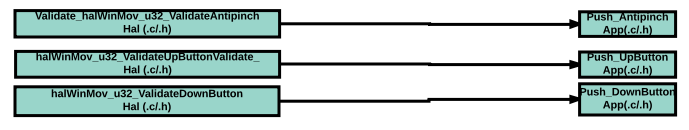 Validate_halWinMov_u32_ValidateAntipinch
Hal (.c/.h)
Push_Antipinch
App(.c/.h)
halWinMov_u32_ValidateUpButtonValidate_
Hal (.c/.h)
Push_UpButton
App(.c/.h)
halWinMov_u32_ValidateDownButton
Hal (.c/.h)
Push_DownButton
App(.c/.h)